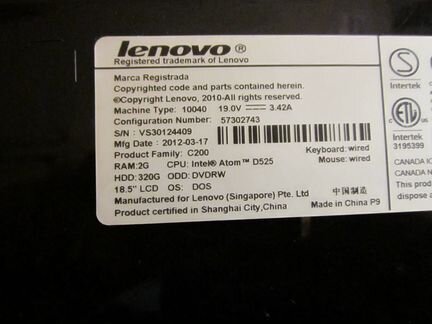 lenovo ®
Registered trademark of Lenovo
Marca Registrada
Copyrighted code and parts contained herein.
©Copyright Lenovo, 2010-All rights reserved.
Machine Type: 10040 19.0V 3.42A
Configuration Number: 57302743
S/N : VS30124409
Mfg Date : 2012-03-17
Product Family: C200 Keyboard: wired
RAM:2G CPU: Intel® Atom™ D525 Mouse: wired
HDD: 320G ODD: DVDRW
18.5" LCD OS: DOS
Manufactured for Lenovo (Singapore) Pte. Ltd 中国制造
Product certified in Shanghai City,China Made in China P9
S
Intertek
ETL
Intertek
3195399
CANADA
CANADA
This prod
dispose